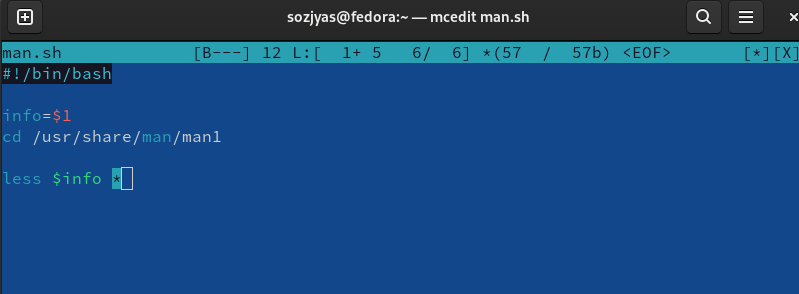 sozjyas@fedora:~ — mcedit man.sh
man.sh [B---] 12 L:[ 1+ 5 6/ 6] *(57 / 57b) <EOF> [*][X]
#!/bin/bash
info=$1
cd /usr/share/man/man1
less $info *